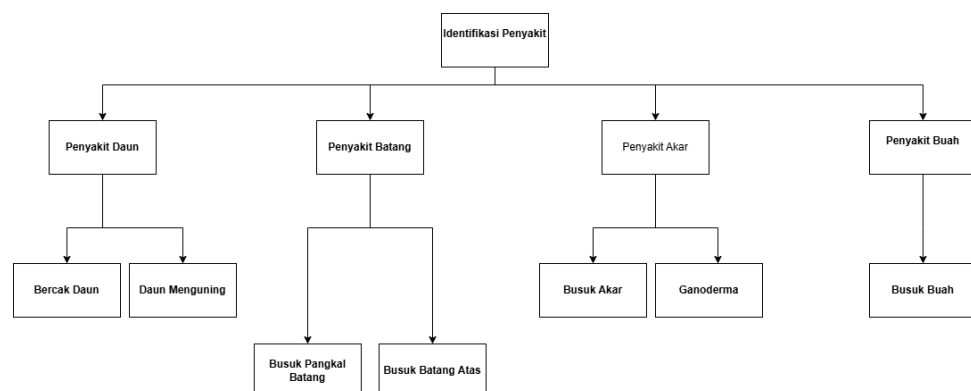 Identifikasi Penyakit
Penyakit Daun
Penyakit Batang
Penyakit Akar
Penyakit Buah
Bercak Daun
Daun Menguning
Busuk Akar
Ganoderma
Busuk Buah
Busuk Pangkal
Batang
Busuk Batang Atas